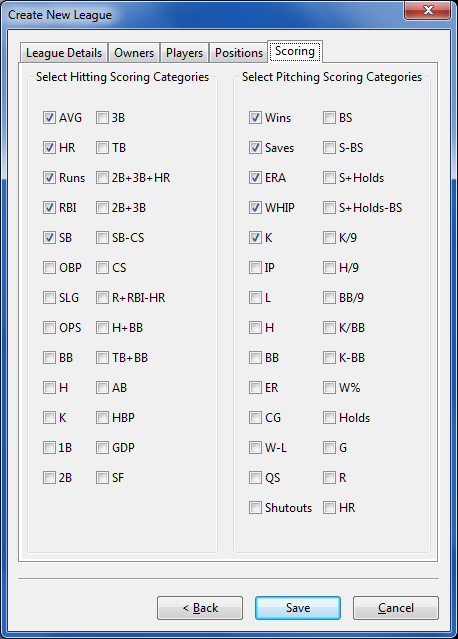 Create New League
League Details Owners Players Positions Scoring
Select Hitting Scoring Categories
AVG 3B
HR TB
Runs 2B+3B+HR
RBI 2B+3B
SB SB-CS
OBP CS
SLG R+RBI-HR
OPS H+BB
BB TB+BB
H AB
K HBP
1B GDP
2B SF
Select Pitching Scoring Categories
Wins BS
Saves S-BS
ERA S+Holds
WHIP S+Holds-BS
K K/9
IP H/9
L BB/9
H K/BB
BB K-BB
ER W%
CG Holds
W-L G
QS R
Shutouts HR
< Back Save Cancel